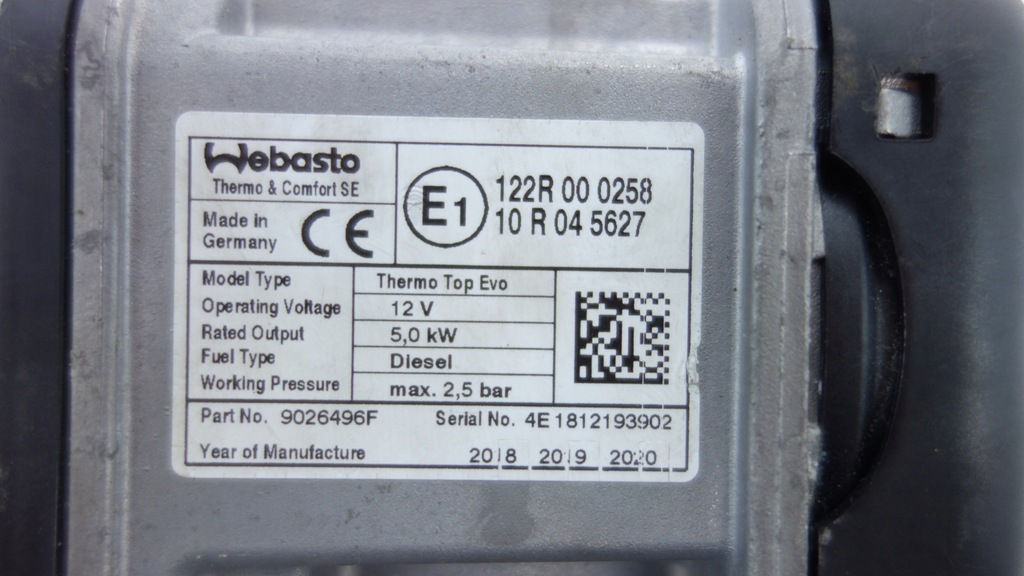 Webasto
Thermo & Comfort SE
Made in
Germany
CE
E1
122R 00 0258
10 R 04 5627
Model Type Thermo Top Evo
Operating Voltage 12 V
Rated Output 5,0 kW
Fuel Type Diesel
Working Pressure max. 2,5 bar
Part No. 9026496F Serial No. 4E1812193902
Year of Manufacture 2018 2019 2020